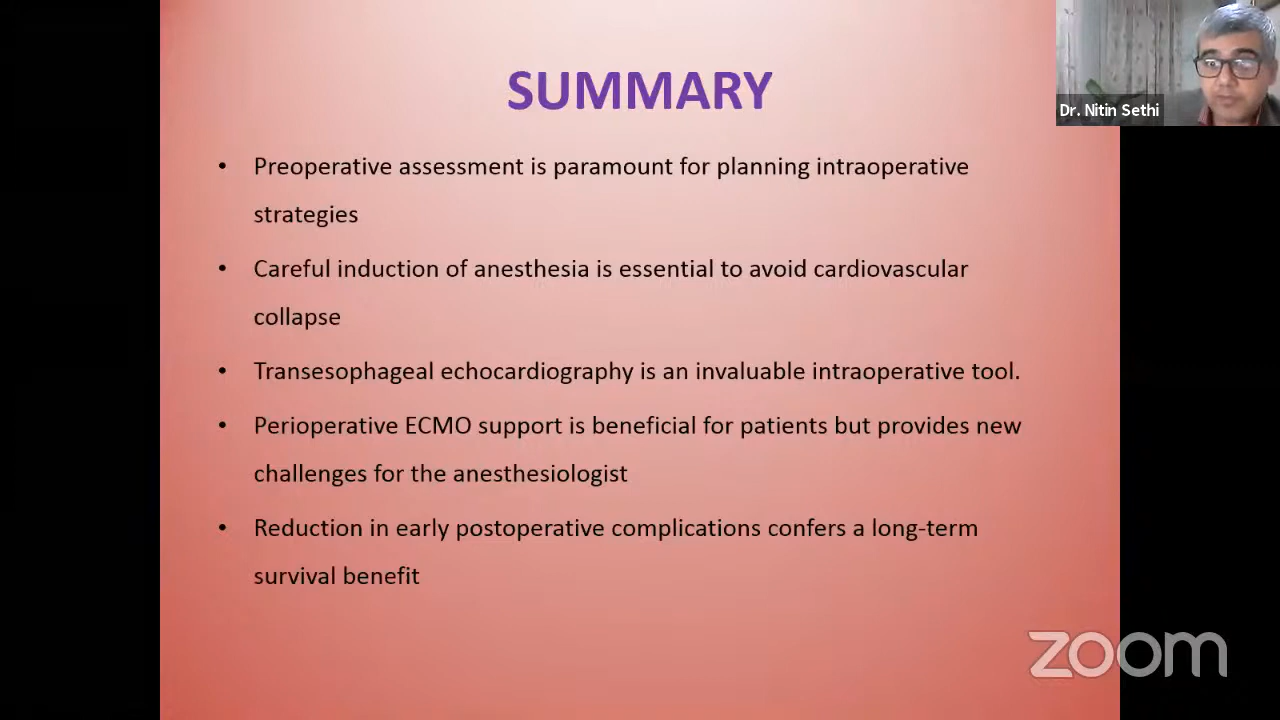 SUMMARY
Dr. Nitin Sethi
• Preoperative assessment is paramount for planning intraoperative
strategies
• Careful induction of anesthesia is essential to avoid cardiovascular
collapse
• Transesophageal echocardiography is an invaluable intraoperative tool.
• Perioperative ECMO support is beneficial for patients but provides new
challenges for the anesthesiologist
• Reduction in early postoperative complications confers a long-term
survival benefit
zoom